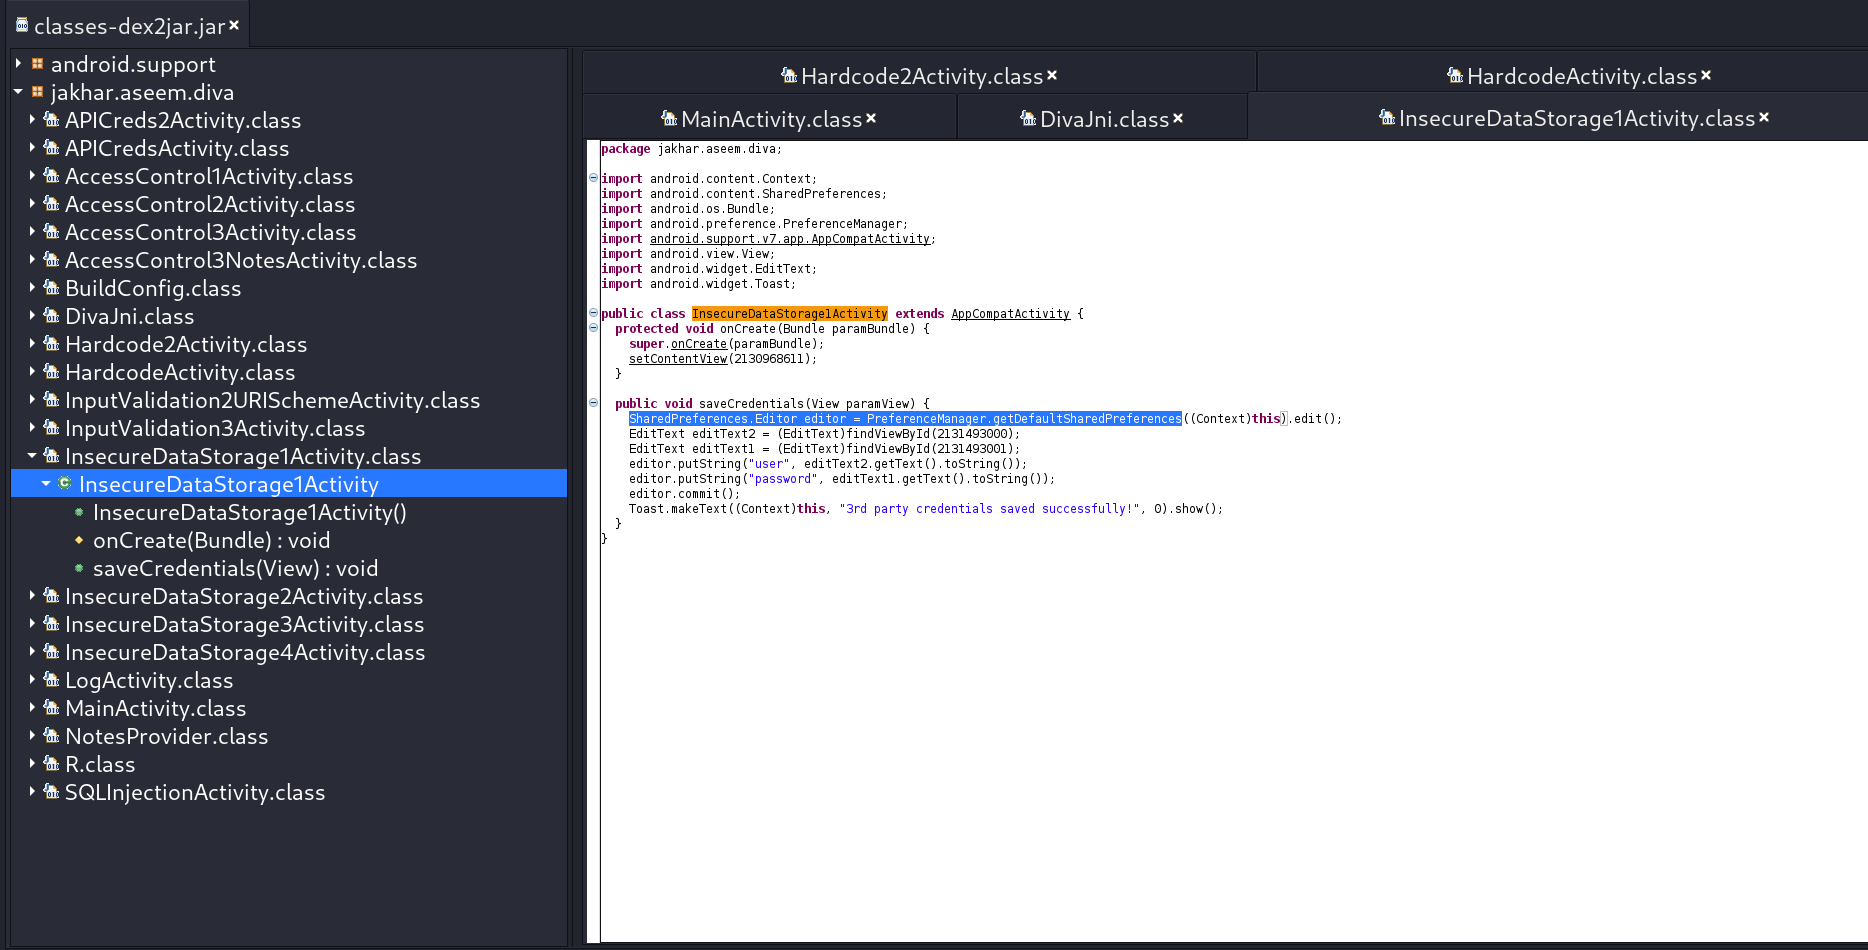 classes-dex2jar.jar
android.support
jakhar.aseem.diva
APICreds2Activity.class
APICredsActivity.class
AccessControl1Activity.class
AccessControl2Activity.class
AccessControl3Activity.class
AccessControl3NotesActivity.class
BuildConfig.class
DivaJni.class
Hardcode2Activity.class
HardcodeActivity.class
InputValidation2URISchemeActivity.class
InputValidation3Activity.class
InsecureDataStorage1Activity.class
InsecureDataStorage1Activity
InsecureDataStorage1Activity()
onCreate(Bundle) : void
saveCredentials(View) : void
InsecureDataStorage2Activity.class
InsecureDataStorage3Activity.class
InsecureDataStorage4Activity.class
LogActivity.class
MainActivity.class
NotesProvider.class
R.class
SQLInjectionActivity.class
Hardcode2Activity.class
HardcodeActivity.class
MainActivity.class
DivaJni.class
InsecureDataStorage1Activity.class
package jakhar.aseem.diva;
import android.content.Context;
import android.content.SharedPreferences;
import android.os.Bundle;
import android.preference.PreferenceManager;
import android.support.v7.app.AppCompatActivity;
import android.view.View;
import android.widget.EditText;
import android.widget.Toast;
public class InsecureDataStorage1Activity extends AppCompatActivity {
protected void onCreate(Bundle paramBundle) {
super.onCreate(paramBundle);
setContentView(2130968611);
}
public void saveCredentials(View paramView) {
SharedPreferences.Editor editor = PreferenceManager.getDefaultSharedPreferences((Context)this).edit();
EditText editText2 = (EditText)findViewById(2131493000);
EditText editText1 = (EditText)findViewById(2131493001);
editor.putString("user", editText2.getText().toString());
editor.putString("password", editText1.getText().toString());
editor.commit();
Toast.makeText((Context)this, "3rd party credentials saved successfully!", 0).show();
}
}